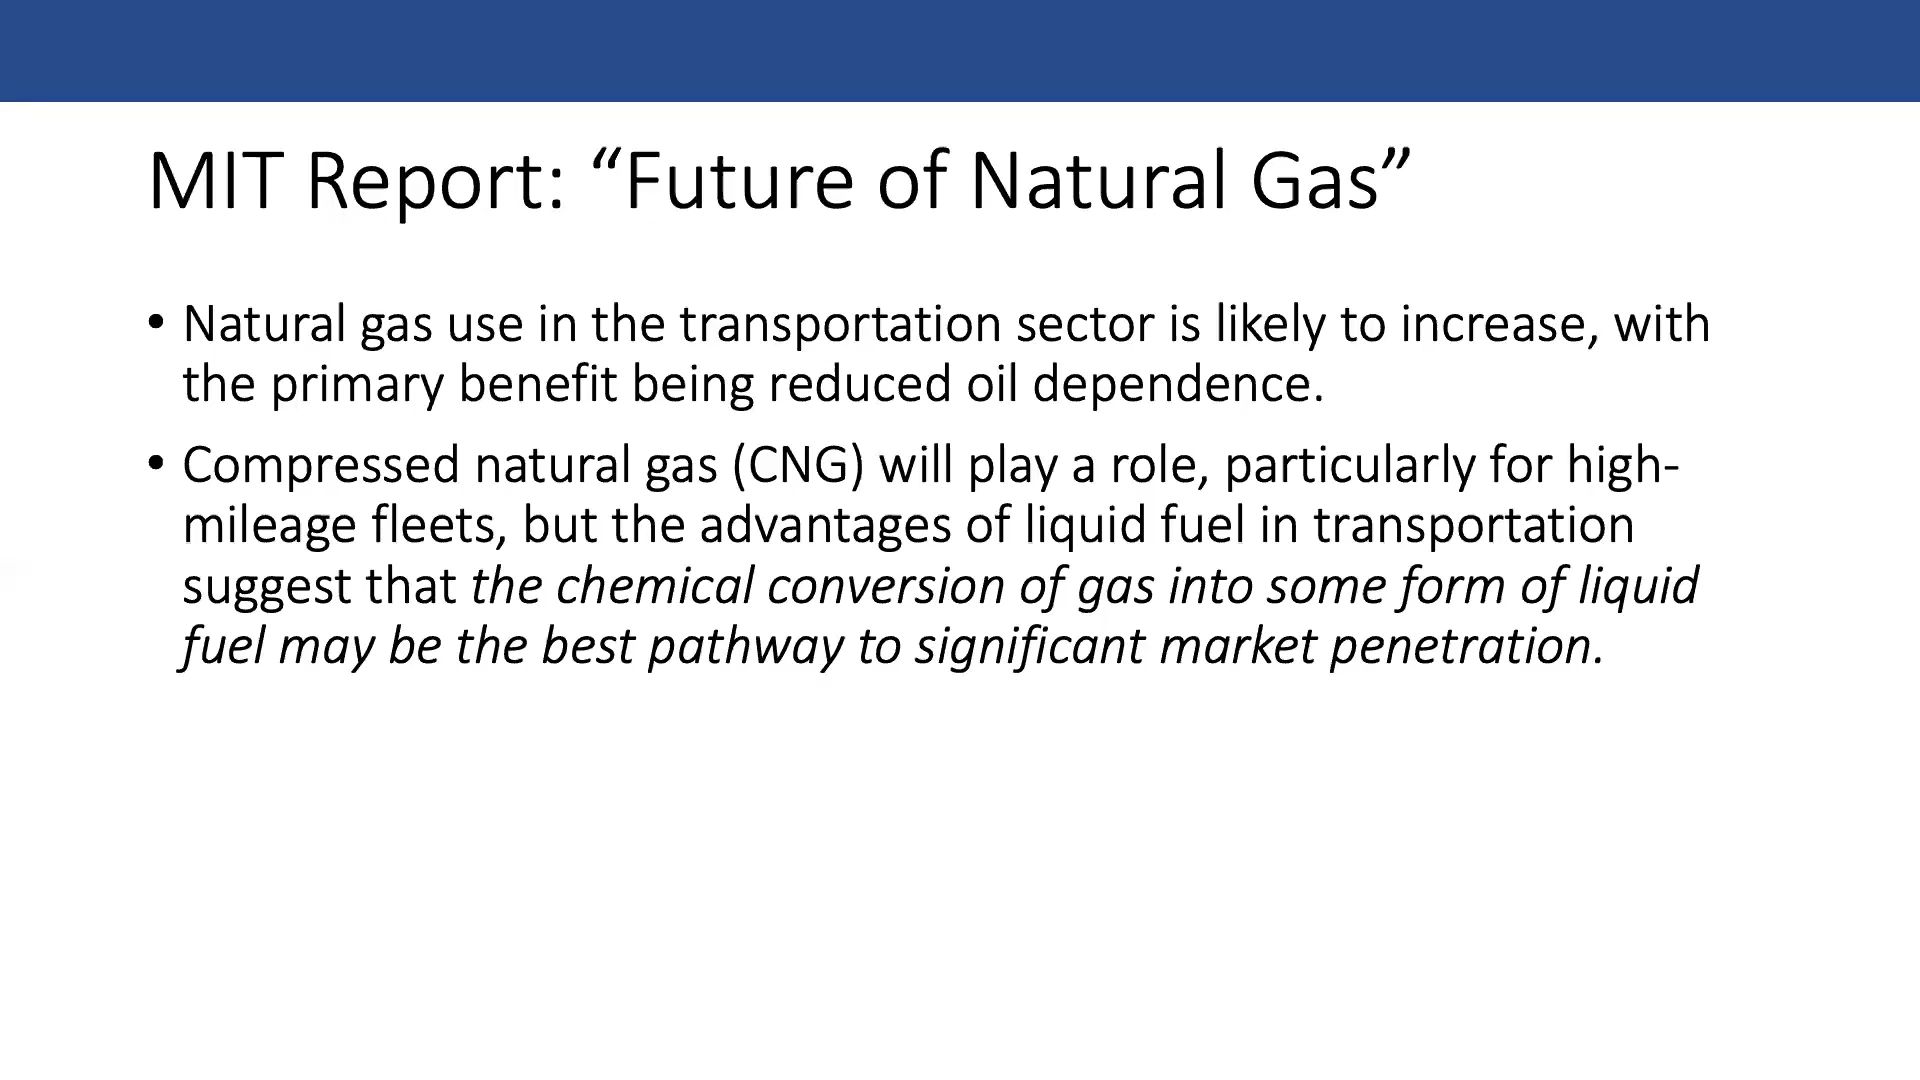 MIT Report: “Future of Natural Gas”
• Natural gas use in the transportation sector is likely to increase, with
the primary benefit being reduced oil dependence.
• Compressed natural gas (CNG) will play a role, particularly for high-
mileage fleets, but the advantages of liquid fuel in transportation
suggest that the chemical conversion of gas into some form of liquid
fuel may be the best pathway to significant market penetration.